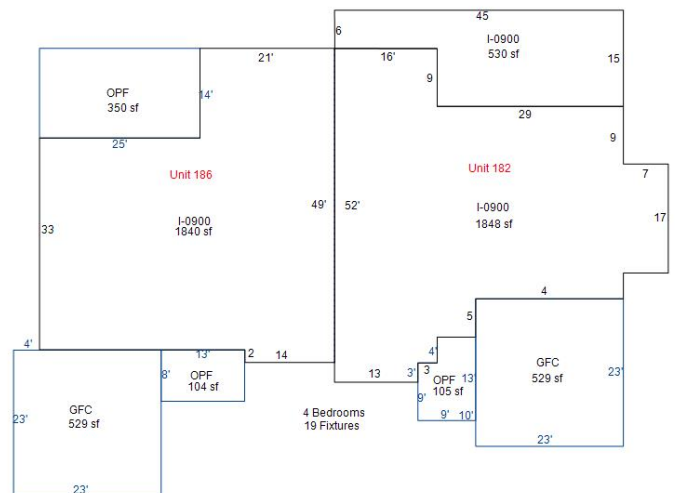 45
6
I-0900
530 sf
15
21'
16'
9
OPF
350 sf
14'
29
25'
9
Unit 186
Unit 182
7
33
I-0900
1840 sf
49'
52'
I-0900
1848 sf
17
4
5
4'
13'
2
14
4'
8'
OPF
104 sf
13
3'
3
OPF
105 sf
13'
GFC
529 sf
23'
9'
9'
10'
23'
GFC
529 sf
4 Bedrooms
19 Fixtures
23'
23'